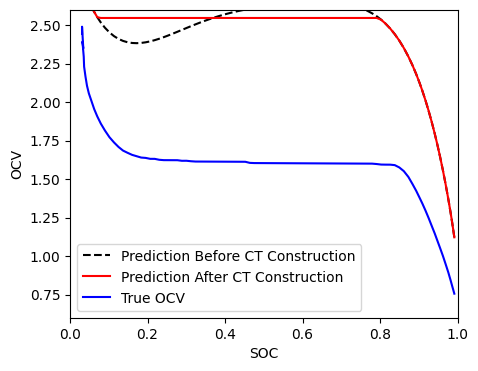 2.50
2.25
2.00
1.75
1.50
1.25
1.00
0.75
OCV
Prediction Before CT Construction
Prediction After CT Construction
True OCV
0.0 0.2 0.4 0.6 0.8 1.0
SOC